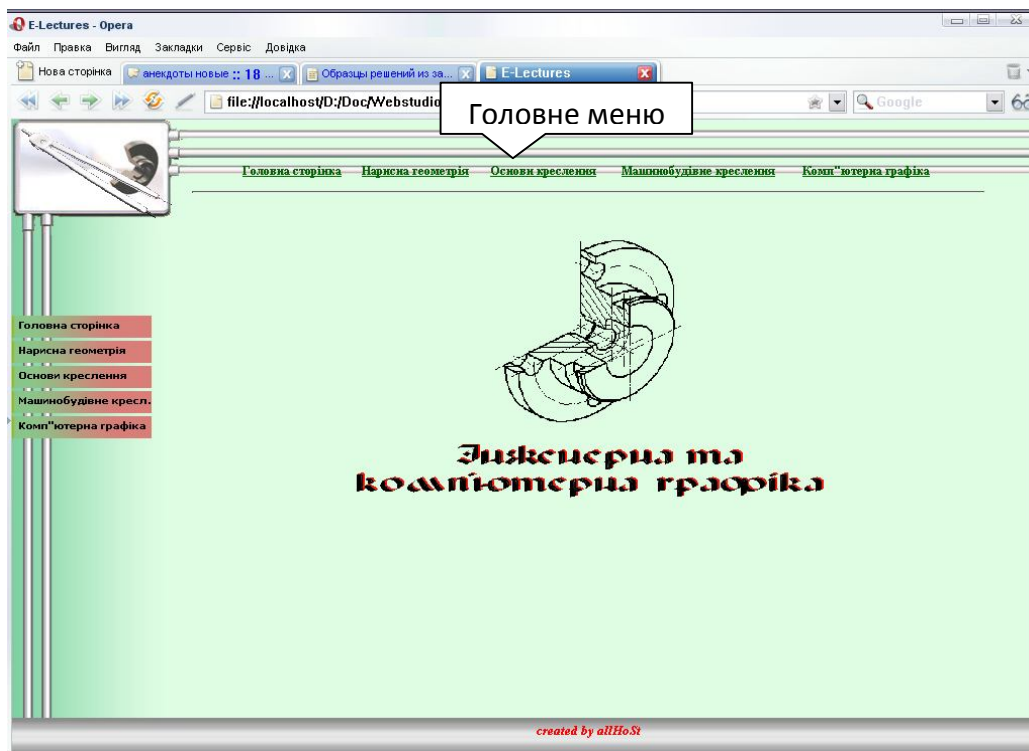 E-Lectures - Opera
Файл Правка Вигляд Закладки Сервіс Довідка
Нова сторінка анекдоты новые :: 18 ... Образцы решений из за... E-Lectures
file://localhost/D:/Doc/Webstudio Google
Головне меню
Головна сторінка Нарисна геометрія Основи креслення Машинобудівне креслення Комп"ютерна графіка
Головна сторінка
Нарисна геометрія
Основи креслення
Машинобудівне кресл.
Комп"ютерна графіка
Інженерна та
комп'ютерна графіка
created by allHoSt